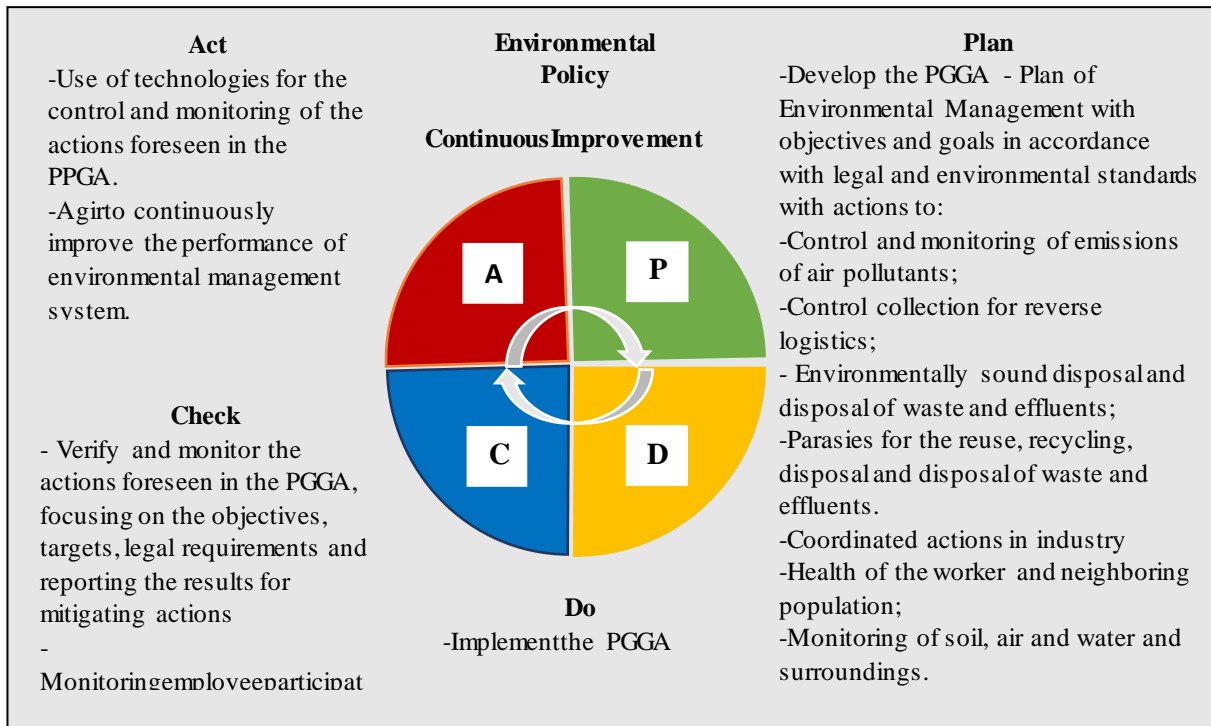 Act
-Use of technologies for the
control and monitoring of the
actions foreseen in the
PPGA.
-Agirto continuously
improve the performance of
environmental management
system.
Environmental
Policy
ContinuousImprovement
Plan
-Develop the PGGA - Plan of
Environmental Management with
objectives and goals in accordance
with legal and environmental standards
with actions to:
-Control and monitoring of emissions
of air pollutants;
-Control collection for reverse
logistics;
- Environmentally sound disposal and
disposal of waste and effluents;
-Parasies for the reuse, recycling,
disposal and disposal of waste and
effluents.
-Coordinated actions in industry
-Health of the worker and neighboring
population;
-Monitoring of soil, air and water and
surroundings.
A
P
C
D
Check
- Verify and monitor the
actions foreseen in the PGGA,
focusing on the objectives,
targets, legal requirements and
reporting the results for
mitigating actions
-
Monitoringemployeeparticipat
Do
-Implementthe PGGA